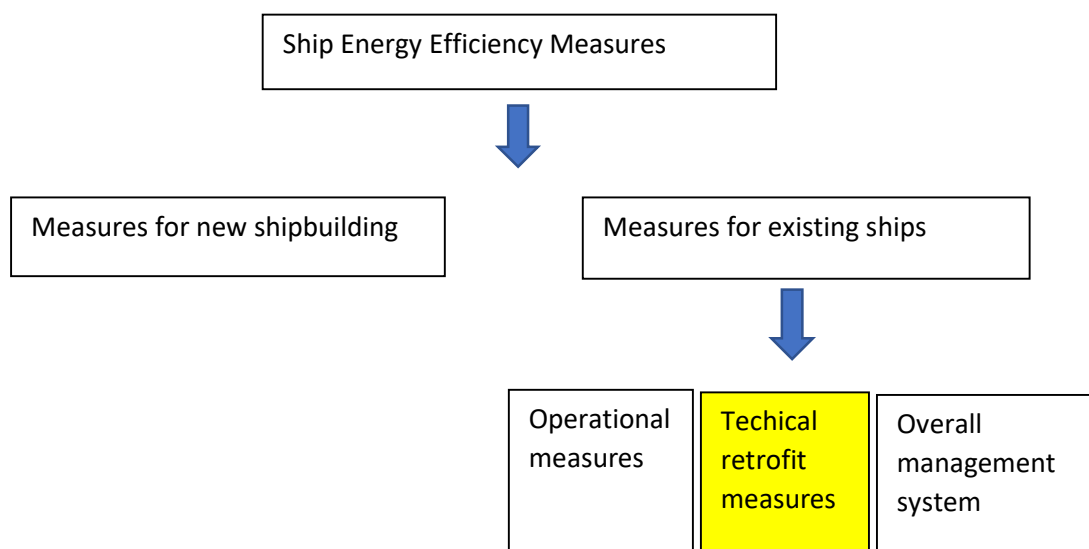 Ship Energy Efficiency Measures
Measures for new shipbuilding
Measures for existing ships
Operational
measures
Techical
retrofit
measures
Overall
management
system